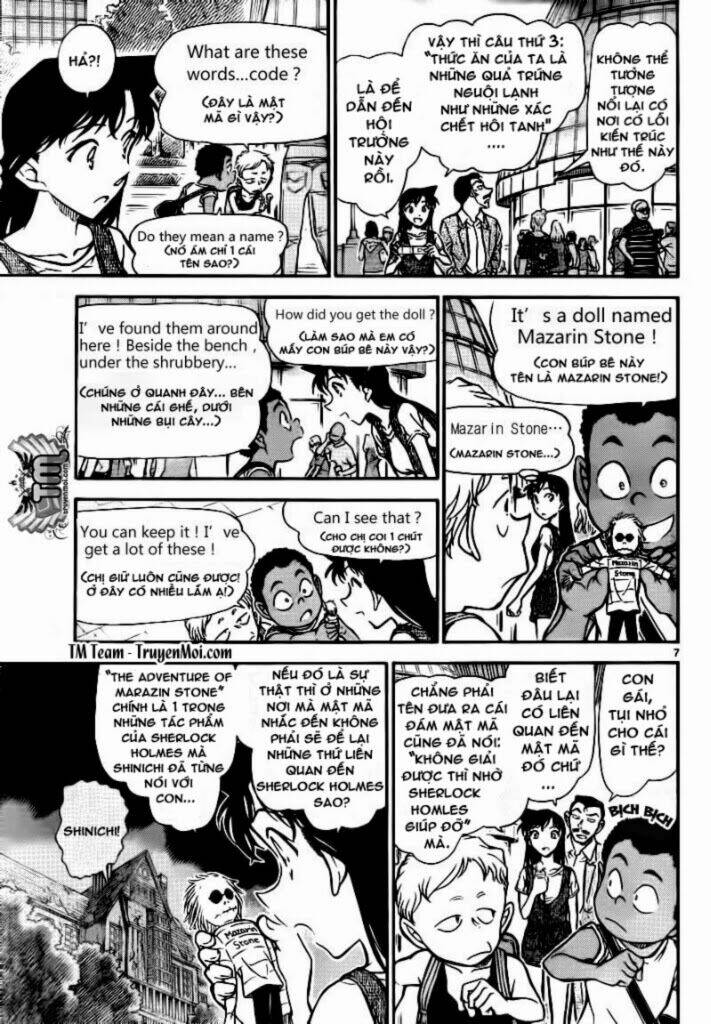 KHÔNG THỂ
TƯỞNG
TƯỢNG
NỔI LẠI CÓ
NƠI CÓ LỐI
KIẾN TRÚC
NHƯ THẾ NÀY
ĐÓ.
VẬY THÌ CÂU THỨ 3:
"THỨC ĂN CỦA TA LÀ
NHỮNG QUẢ TRỨNG
NGUỘI LẠNH
NHƯ NHỮNG XÁC
CHẾT HÔI TANH"
....
LÀ ĐỂ
DẪN ĐẾN
HỘI
TRƯỜNG
NÀY
RỒI.
What are these
words...code ?
(ĐÂY LÀ MẬT
MÃ GÌ VẬY?)
HẢ?!
Do they mean a name ?
(NÓ ÁM CHỈ 1 CÁI
TÊN SAO?)
It's a doll named
Mazarin Stone !
(CON BÚP BÊ NÀY
TÊN LÀ MAZARIN STONE!)
Mazarin Stone...
(MAZARIN STONE...)
Mazarin
Stone
How did you get the doll ?
(LÀM SAO MÀ EM CÓ
MẤY CON BÚP BÊ NÀY VẬY?)
I've found them around
here ! Beside the bench ,
under the shrubbery...
(CHÚNG Ở QUANH ĐÂY... BÊN
NHỮNG CÁI GHẾ, DƯỚI
NHỮNG BỤI CÂY...)
TM
truyenmoi.com
Can I see that ?
(CHO CHỊ COI 1 CHÚT
ĐƯỢC KHÔNG?)
You can keep it ! I've
get a lot of these !
(CHỊ GIỮ LUÔN CŨNG ĐƯỢC!
Ở ĐÂY CÓ NHIỀU LẮM Ạ!)
TM Team - TruyenMoi.com
7
CON
GÁI,
TỤI NHỎ
CHO CÁI
GÌ THẾ?
BIẾT
ĐÂU LẠI
CÓ LIÊN
QUAN ĐẾN
MẬT MÃ
ĐÓ CHỨ
...
CHẲNG PHẢI
TÊN ĐƯA RA CÁI
ĐÁM MẬT MÃ
CŨNG ĐÃ NÓI:
"KHÔNG GIẢI
ĐƯỢC THÌ NHỜ
SHERLOCK
HOMLES
GIÚP ĐỠ"
MÀ.
BỊCH BỊCH
NẾU ĐÓ LÀ SỰ
THẬT THÌ Ở NHỮNG
NƠI MÀ MẬT MÃ
NHẮC ĐẾN KHÔNG
PHẢI SẼ ĐỂ LẠI
NHỮNG THỨ LIÊN
QUAN ĐẾN
SHERLOCK HOLMES
SAO?
"THE ADVENTURE OF
MARAZIN STONE"
CHÍNH LÀ 1 TRONG
NHỮNG TÁC PHẨM
CỦA SHERLOCK
HOLMES MÀ
SHINICHI ĐÃ TỪNG
NÓI VỚI
CON...
SHINICHI!
Mazarin
Stone